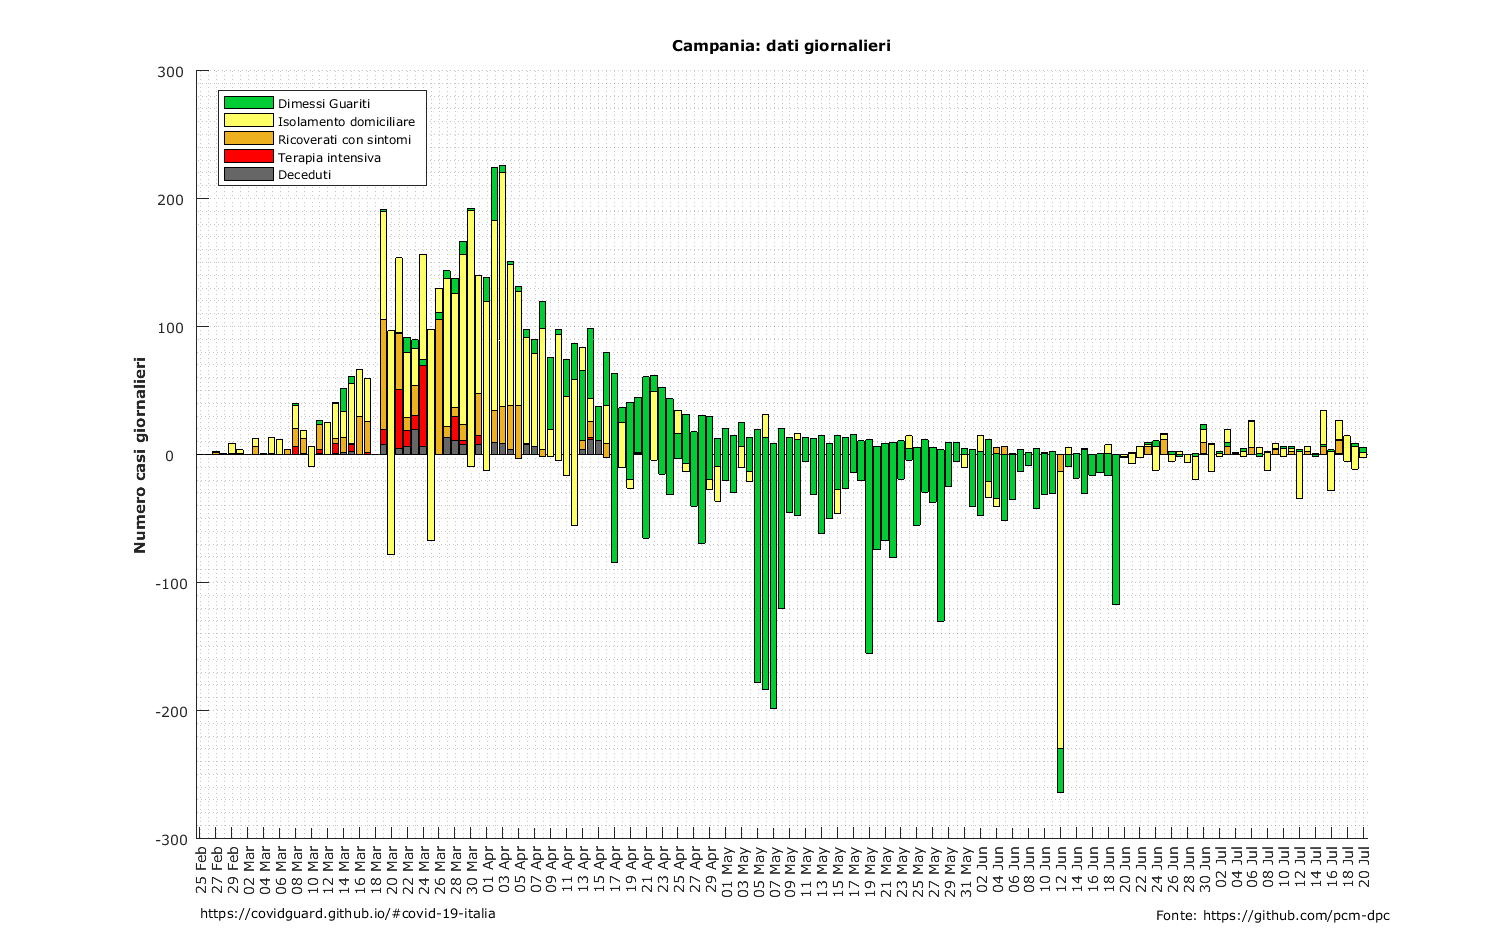 Campania: dati giornalieri
300
200
100
0
-100
-200
-300
Numero casi giornalieri
Dimessi Guariti
Isolamento domiciliare
Ricoverati con sintomi
Terapia intensiva
Deceduti
25 Feb
27 Feb
29 Feb
02 Mar
04 Mar
06 Mar
08 Mar
10 Mar
12 Mar
14 Mar
16 Mar
18 Mar
20 Mar
22 Mar
24 Mar
26 Mar
28 Mar
30 Mar
01 Apr
03 Apr
05 Apr
07 Apr
09 Apr
11 Apr
13 Apr
15 Apr
17 Apr
19 Apr
21 Apr
23 Apr
25 Apr
27 Apr
29 Apr
01 May
03 May
05 May
07 May
09 May
11 May
13 May
15 May
17 May
19 May
21 May
23 May
25 May
27 May
29 May
31 May
02 Jun
04 Jun
06 Jun
08 Jun
10 Jun
12 Jun
14 Jun
16 Jun
18 Jun
20 Jun
22 Jun
24 Jun
26 Jun
28 Jun
30 Jun
02 Jul
04 Jul
06 Jul
08 Jul
10 Jul
12 Jul
14 Jul
16 Jul
18 Jul
20 Jul
https://covidguard.github.io/#covid-19-italia
Fonte: https://github.com/pcm-dpc